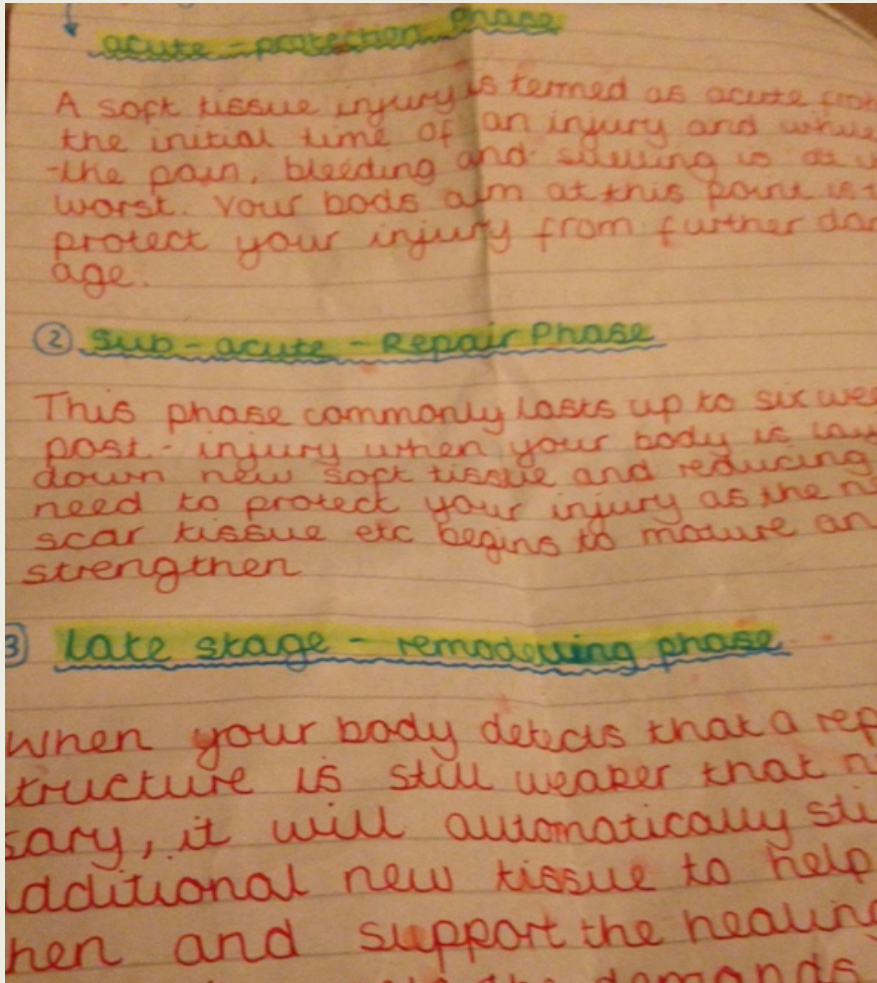 acute - protection phase
A soft tissue injury is termed as acute from
the initial time of an injury and while
the pain, bleeding and swelling is at
worst. Your bods aim at this point is
protect your injury from further dam
age.
② Sub - acute - Repair Phase
This phase commonly lasts up to six wee
post - injury when your body is lay
down new soft tissue and reducing
need to protect your injury as the n
scar tissue etc begins to mature an
strengthen
3 Late stage - remodelling phase
When your body detects that a rep
tructure is still weaker that n
sary, it will automatically sti
dditional new tissue to help
hen and support the healing
the demands